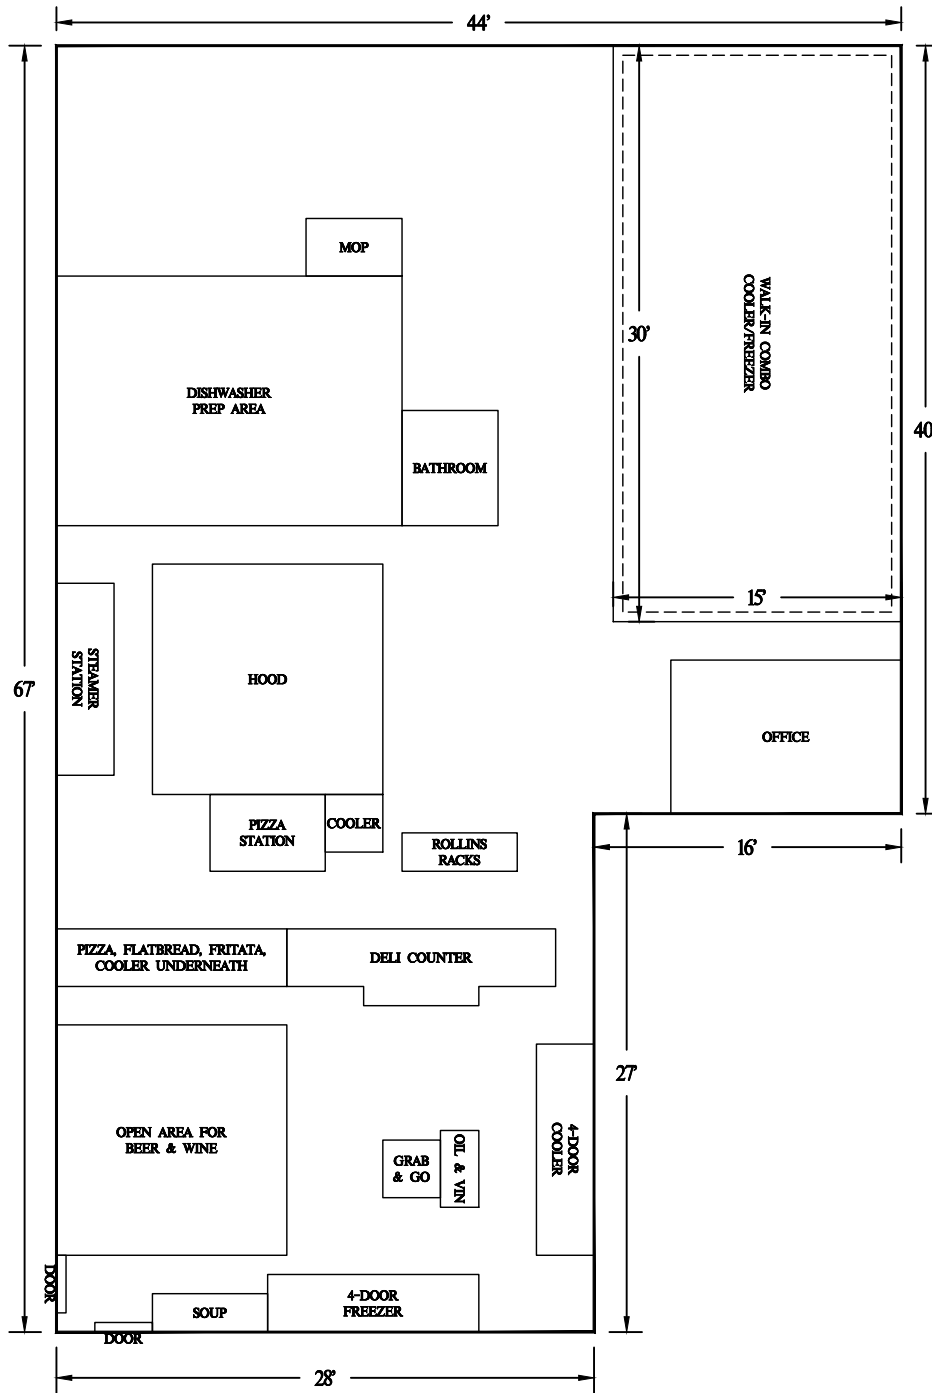 44'
MOP
WALK-IN COMBO
COOLER/FREEZER
30'
DISHWASHER
PREP AREA
40
BATHROOM
15'
STEAMER
STATION
HOOD
67'
OFFICE
PIZZA
STATION
COOLER
ROLLINS
RACKS
16'
PIZZA, FLATBREAD, FRITATA,
COOLER UNDERNEATH
DELI COUNTER
27'
OPEN AREA FOR
BEER & WINE
4-DOOR
COOLER
GRAB
& GO
OIL & VIN
DOOR
SOUP
4-DOOR
FREEZER
DOOR
28'